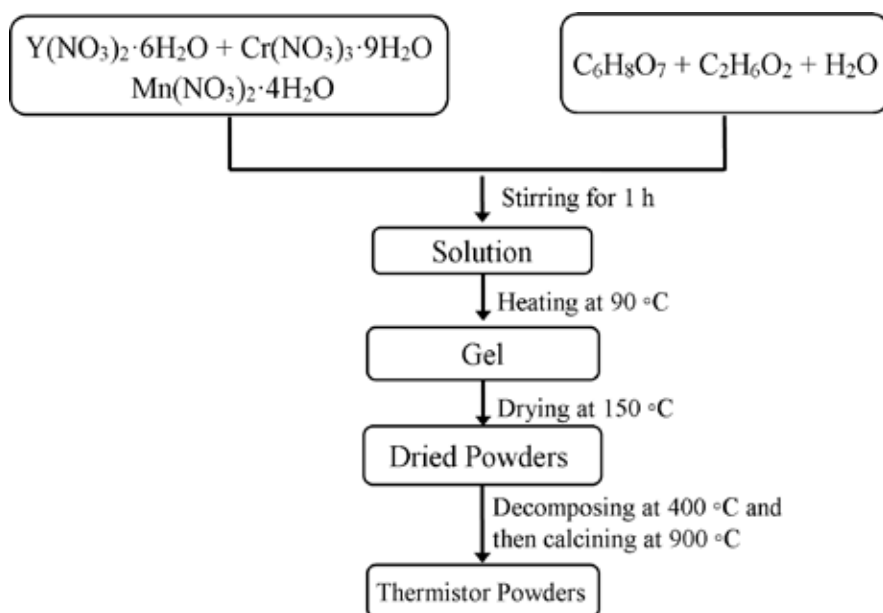 Y(NO₃)₂·6H₂O + Cr(NO₃)₃·9H₂O
Mn(NO₃)₂·4H₂O
C₆H₈O₇ + C₂H₆O₂ + H₂O
Stirring for 1 h
Solution
Heating at 90 °C
Gel
Drying at 150 °C
Dried Powders
Decomposing at 400 °C and
then calcining at 900 °C
Thermistor Powders